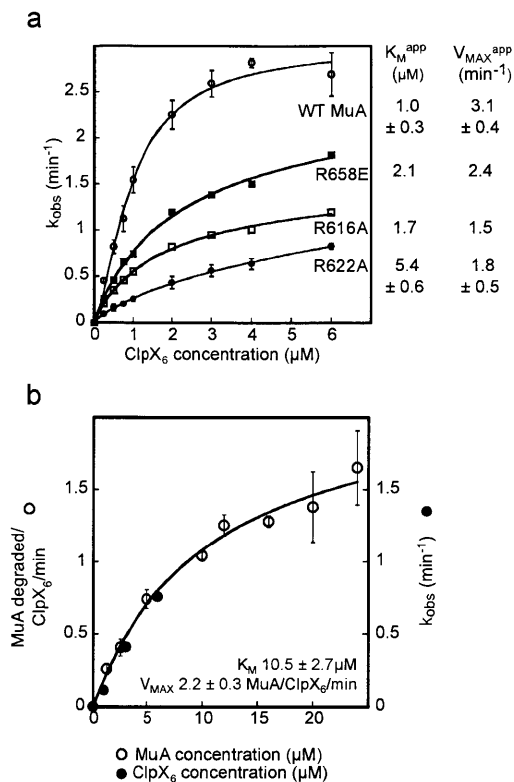 a
K_M^app (μM)
V_MAX^app (min⁻¹)
k_obs (min⁻¹)
2.5
2
1.5
1
0.5
0
WT MuA
1.0 ± 0.3
3.1 ± 0.4
R658E
2.1
2.4
R616A
1.7
1.5
R622A
5.4 ± 0.6
1.8 ± 0.5
0 1 2 3 4 5 6
ClpX₆ concentration (μM)
b
MuA degraded/
ClpX₆/min
1.5
1
0.5
0
1.5
1
0.5
0
k_obs (min⁻¹)
K_M 10.5 ± 2.7μM
V_MAX 2.2 ± 0.3 MuA/ClpX₆/min
0 5 10 15 20
MuA concentration (μM)
ClpX₆ concentration (μM)